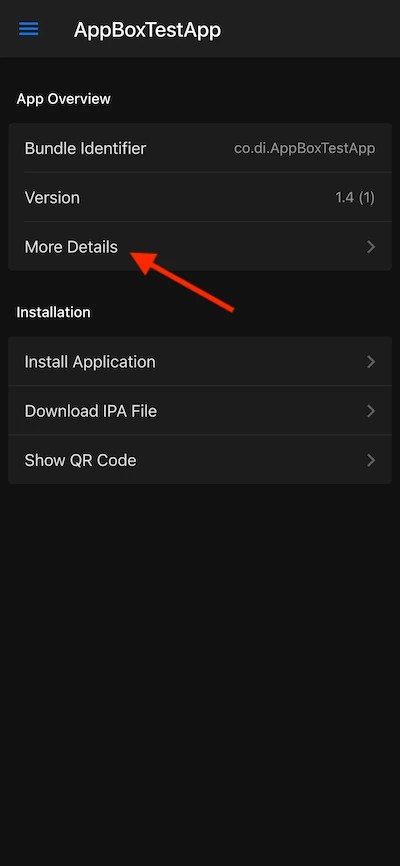 AppBoxTestApp
App Overview
Bundle Identifier co.di.AppBoxTestApp
Version 1.4 (1)
More Details
Installation
Install Application
Download IPA File
Show QR Code